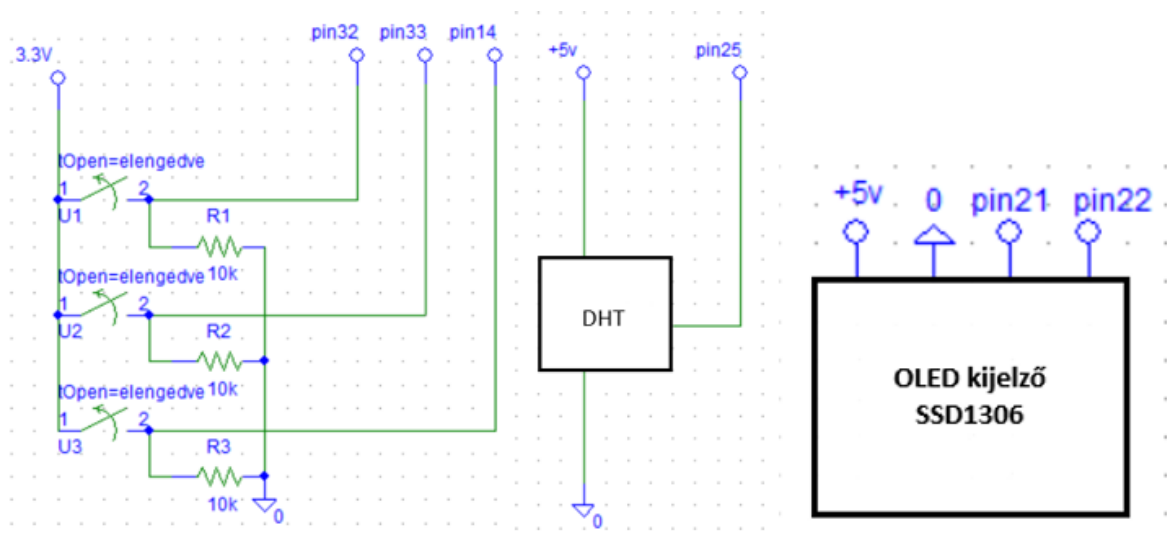 3.3V
pin32 pin33 pin14
tOpen=elengedve
1 2
U1
R1
10k
tOpen=elengedve
1 2
U2
R2
10k
tOpen=elengedve
1 2
U3
R3
10k
0
+5v
pin25
DHT
0
+5v 0 pin21 pin22
OLED kijelző
SSD1306